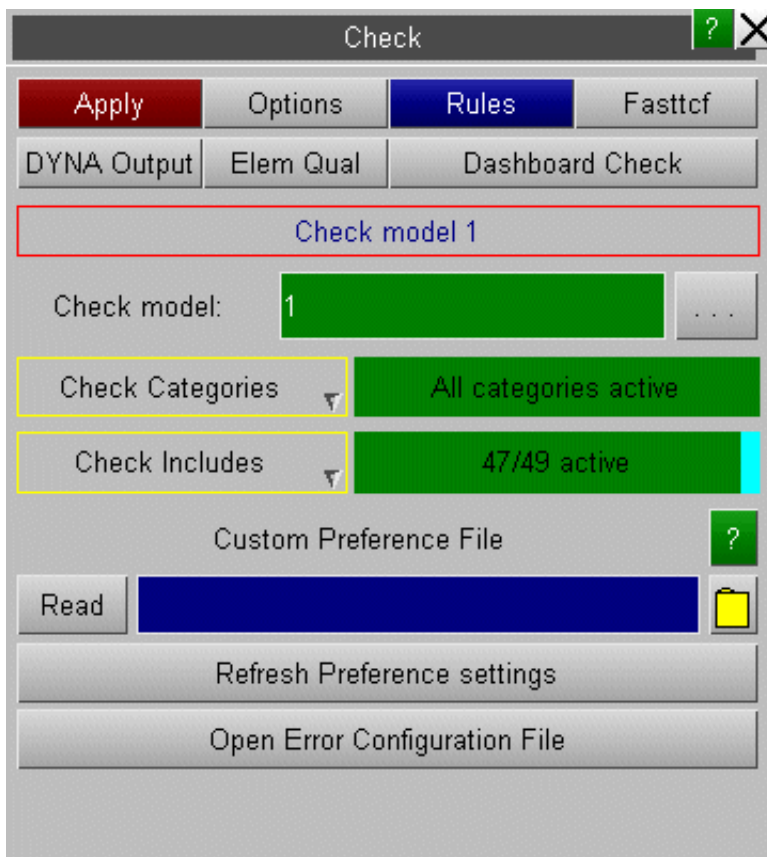 Check ?
Apply Options Rules Fasttcf
DYNA Output Elem Qual Dashboard Check
Check model 1
Check model: 1 ...
Check Categories All categories active
Check Includes 47/49 active
Custom Preference File ?
Read
Refresh Preference settings
Open Error Configuration File